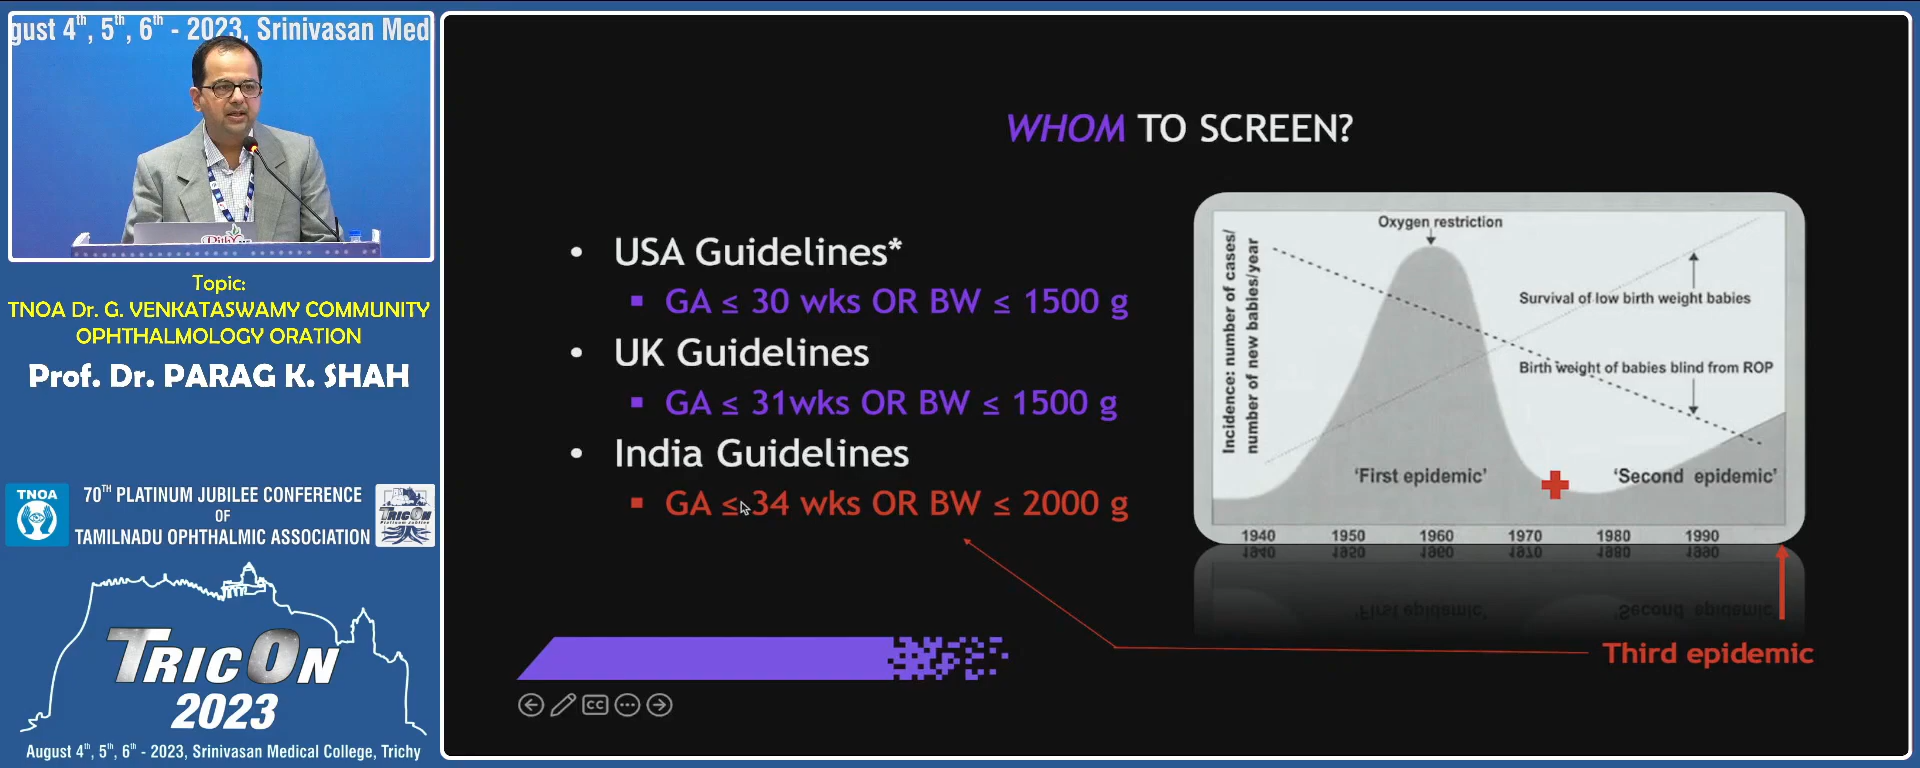 gust 4th, 5th, 6th - 2023, Srinivasan Med
Topic:
TNOA Dr. G. VENKATASWAMY COMMUNITY
OPHTHALMOLOGY ORATION
Prof. Dr. PARAG K. SHAH
TNOA
70TH PLATINUM JUBILEE CONFERENCE
OF
TAMILNADU OPHTHALMIC ASSOCIATION
TRICON
Platinum Jubilee
TRICON
2023
August 4th, 5th, 6th - 2023, Srinivasan Medical College, Trichy
WHOM TO SCREEN?
• USA Guidelines*
▪ GA ≤ 30 wks OR BW ≤ 1500 g
• UK Guidelines
▪ GA ≤ 31wks OR BW ≤ 1500 g
• India Guidelines
▪ GA ≤ 34 wks OR BW ≤ 2000 g
Incidence: number of cases/
number of new babies/year
Oxygen restriction
Survival of low birth weight babies
Birth weight of babies blind from ROP
'First epidemic'
'Second epidemic'
1940 1950 1960 1970 1980 1990
Third epidemic
CC